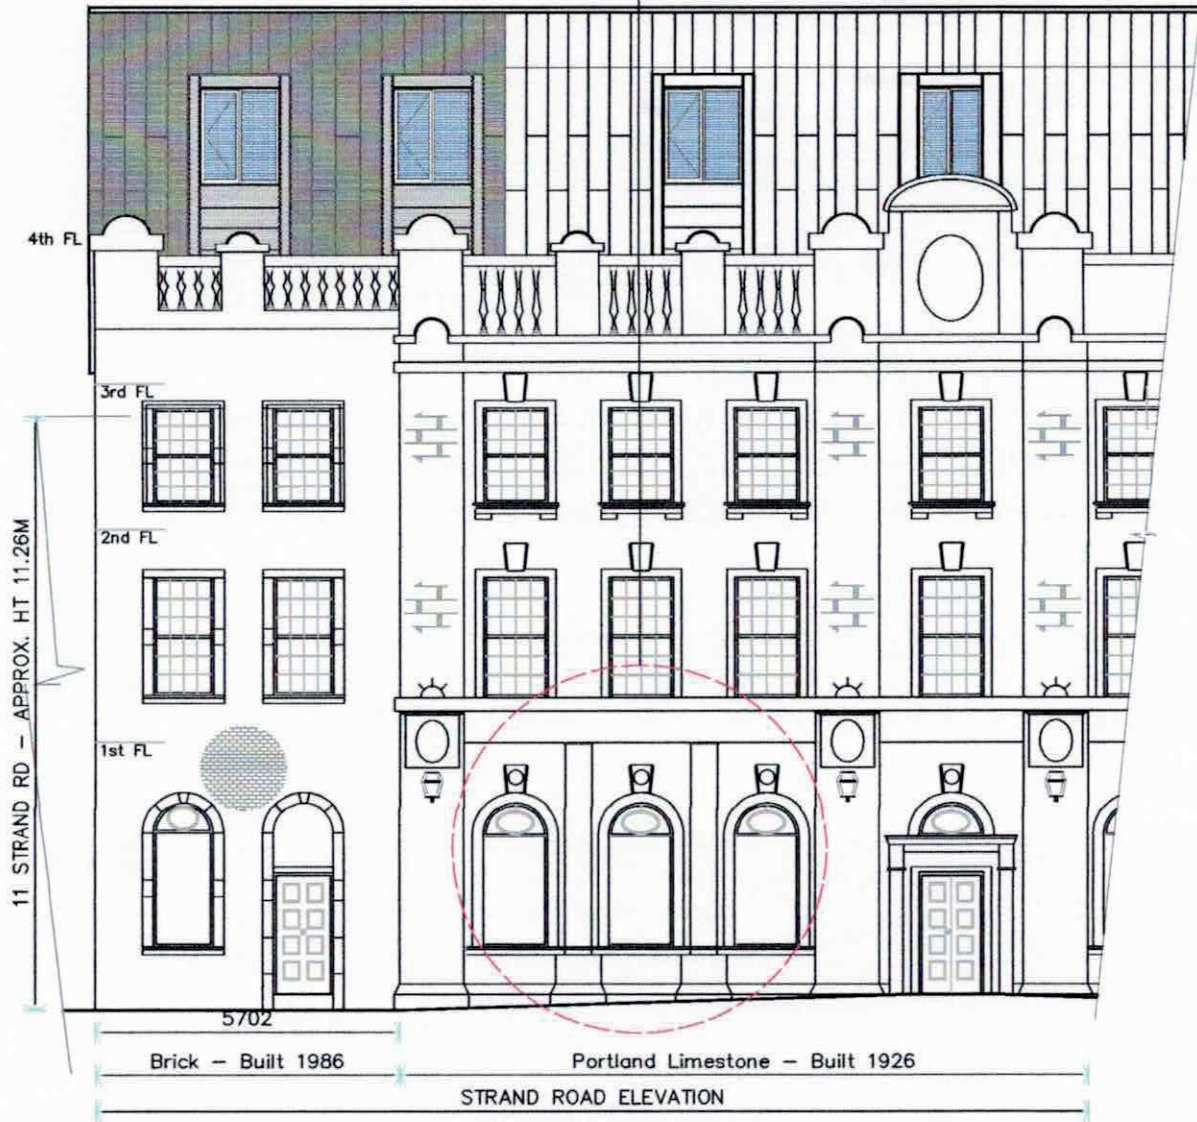 4th FL
3rd FL
2nd FL
1st FL
11 STRAND RD - APPROX. HT 11.26M
5702
Brick - Built 1986
Portland Limestone - Built 1926
STRAND ROAD ELEVATION